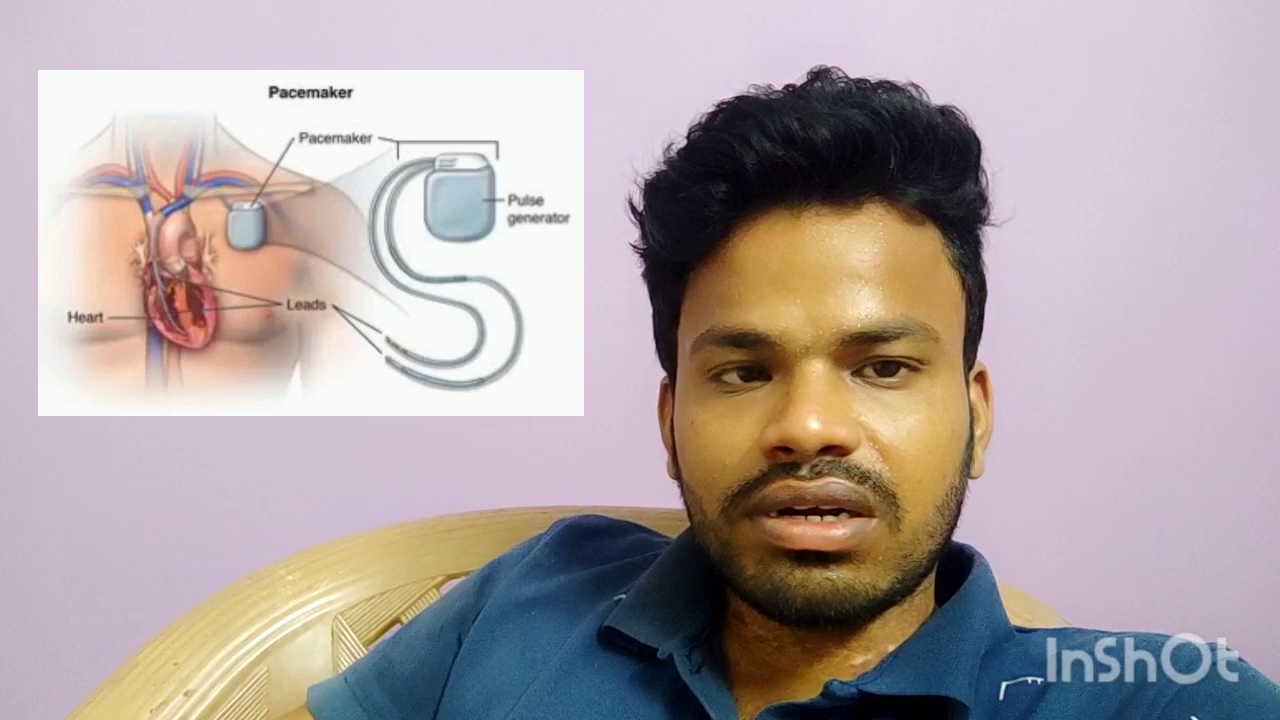 Pacemaker
Pacemaker
Pulse
generator
Leads
Heart
InShOt